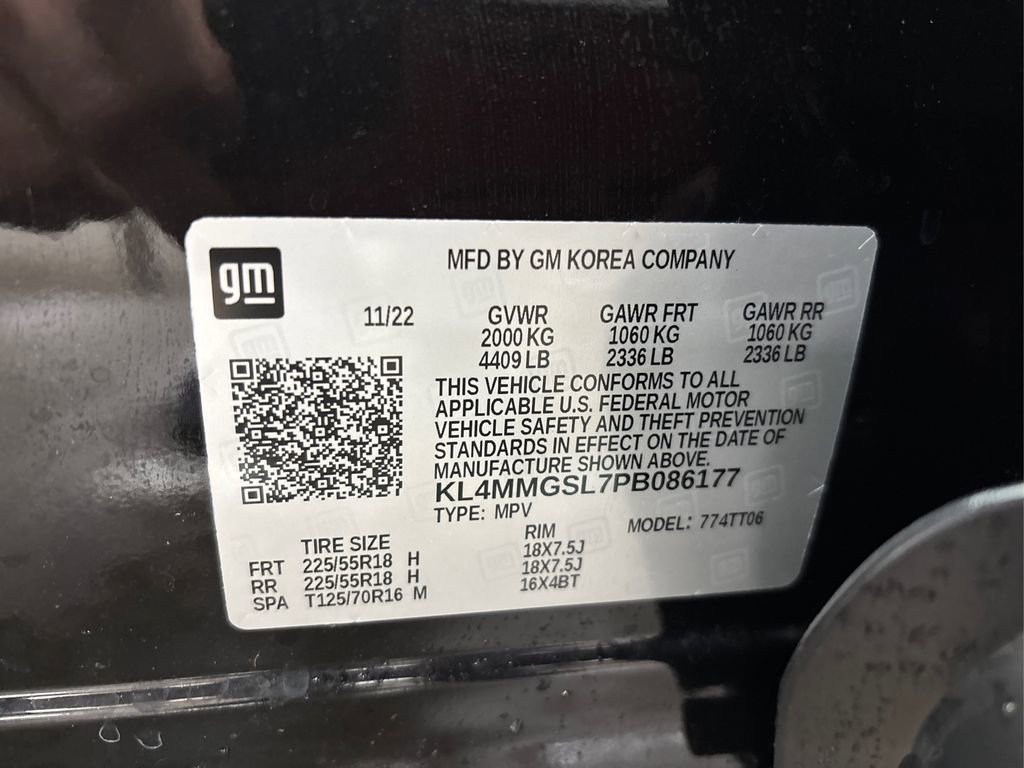 gm
MFD BY GM KOREA COMPANY
11/22 GVWR GAWR FRT GAWR RR
2000 KG 1060 KG 1060 KG
4409 LB 2336 LB 2336 LB
THIS VEHICLE CONFORMS TO ALL
APPLICABLE U.S. FEDERAL MOTOR
VEHICLE SAFETY AND THEFT PREVENTION
STANDARDS IN EFFECT ON THE DATE OF
MANUFACTURE SHOWN ABOVE.
KL4MMGSL7PB086177
TYPE: MPV MODEL: 774TT06
TIRE SIZE RIM
FRT 225/55R18 H 18X7.5J
RR 225/55R18 H 18X7.5J
SPA T125/70R16 M 16X4BT